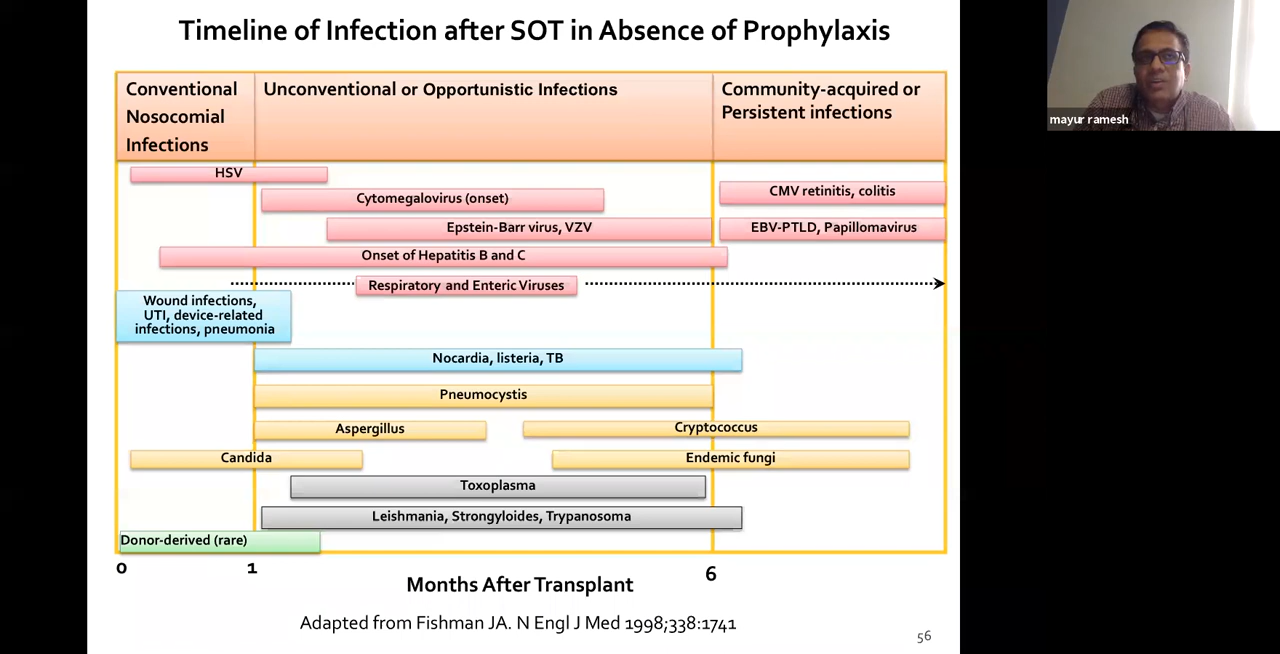 Timeline of Infection after SOT in Absence of Prophylaxis
mayur ramesh
Conventional
Nosocomial
Infections
Unconventional or Opportunistic Infections
Community-acquired or
Persistent infections
HSV
Cytomegalovirus (onset)
CMV retinitis, colitis
Epstein-Barr virus, VZV
EBV-PTLD, Papillomavirus
Onset of Hepatitis B and C
Respiratory and Enteric Viruses
Wound infections,
UTI, device-related
infections, pneumonia
Nocardia, listeria, TB
Pneumocystis
Aspergillus
Cryptococcus
Candida
Endemic fungi
Toxoplasma
Leishmania, Strongyloides, Trypanosoma
Donor-derived (rare)
0
1
6
Months After Transplant
Adapted from Fishman JA. N Engl J Med 1998;338:1741
56